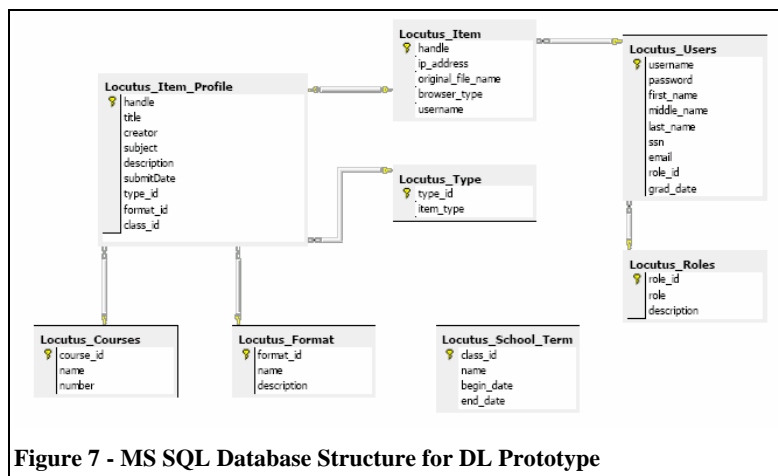 Locutus_Item
handle
ip_address
original_file_name
browser_type
username
Locutus_Users
username
password
first_name
middle_name
last_name
ssn
email
role_id
grad_date
Locutus_Item_Profile
handle
title
creator
subject
description
submitDate
type_id
format_id
class_id
Locutus_Type
type_id
item_type
Locutus_Roles
role_id
role
description
Locutus_Courses
course_id
name
number
Locutus_Format
format_id
name
description
Locutus_School_Term
class_id
name
begin_date
end_date
Figure 7 - MS SQL Database Structure for DL Prototype